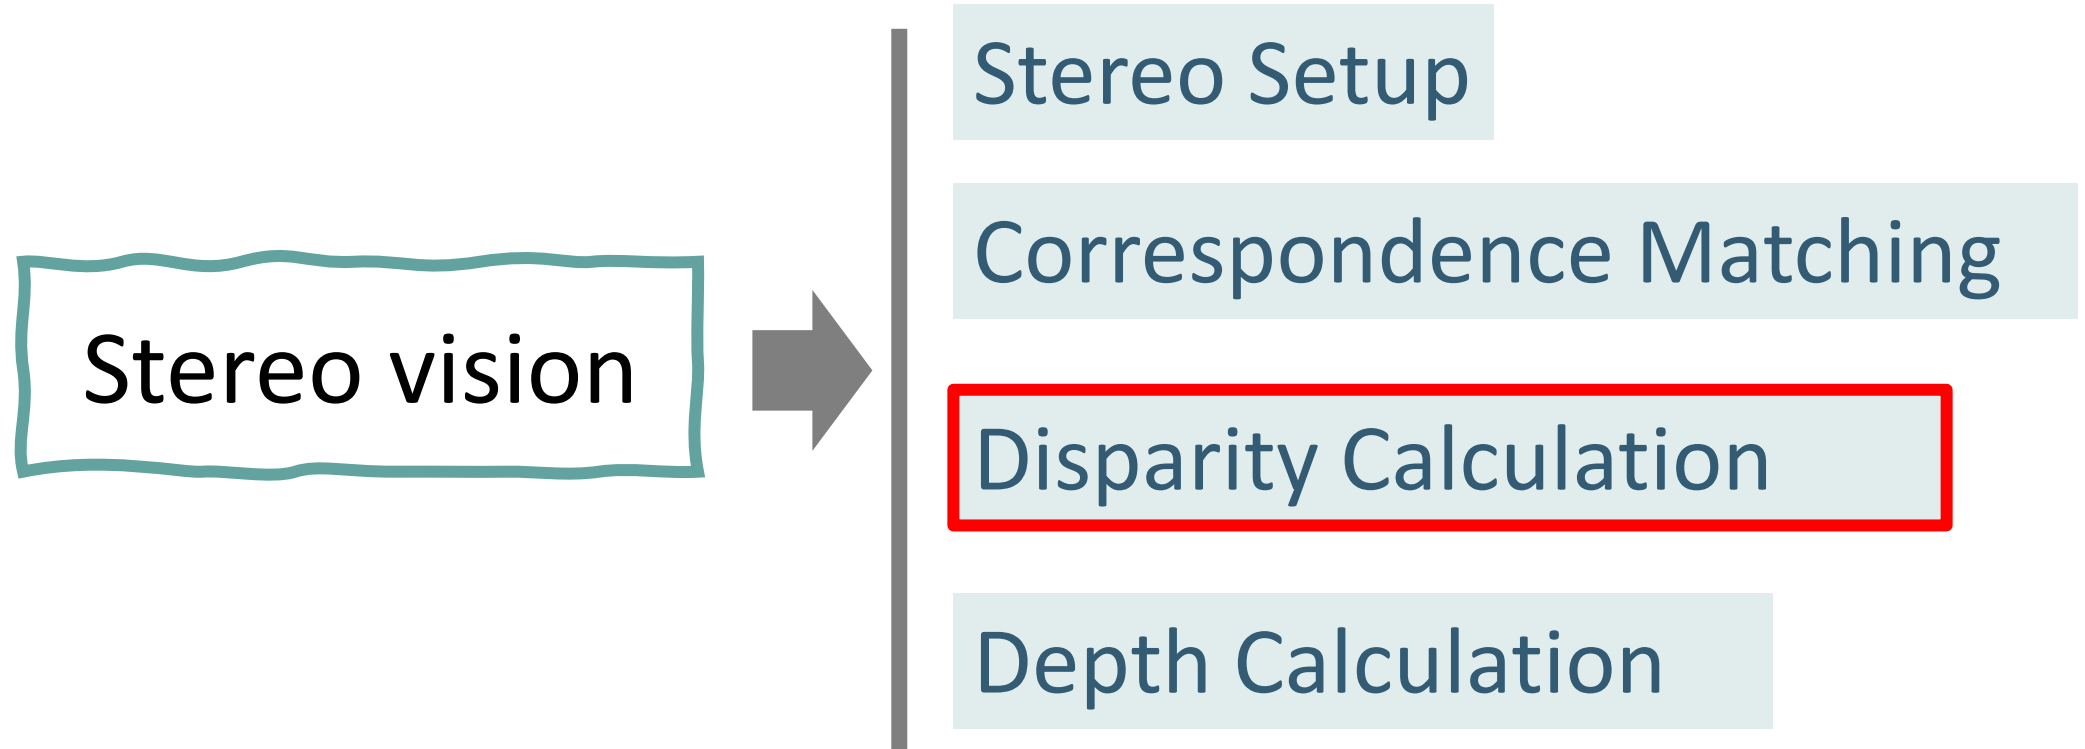 Stereo vision
Stereo Setup
Correspondence Matching
Disparity Calculation
Depth Calculation